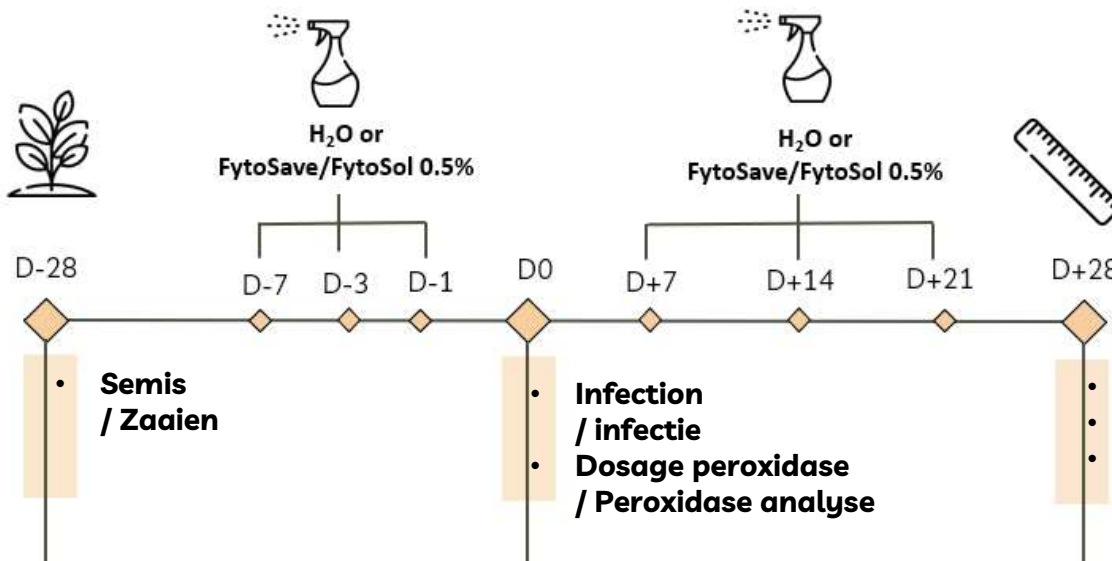 H₂O or
FytoSave/FytoSol 0.5%
H₂O or
FytoSave/FytoSol 0.5%
D-28
D-7
D-3
D-1
D0
D+7
D+14
D+21
D+28
• Semis
/ Zaaien
• Infection
/ infectie
• Dosage peroxidase
/ Peroxidase analyse
•
•
•